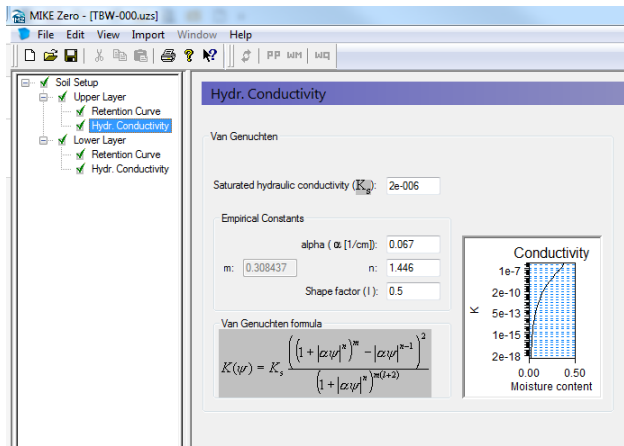 MIKE Zero - [TBW-000.uzs]
File Edit View Import Window Help
PP WM WQ
Soil Setup
Upper Layer
Retention Curve
Hydr. Conductivity
Lower Layer
Retention Curve
Hydr. Conductivity
Hydr. Conductivity
Van Genuchten
Saturated hydraulic conductivity (Ks): 2e-006
Empirical Constants
alpha ( α [1/cm]): 0.067
m: 0.308437 n: 1.446
Shape factor ( l ): 0.5
Van Genuchten formula
K(ψ) = Ks ((1+|αψ|^n)^m − |αψ|^(n−1))^2 / (1+|αψ|^n)^(m(l+2))
Conductivity
K
1e-7
2e-10
5e-13
1e-15
2e-18
0.00 0.50
Moisture content